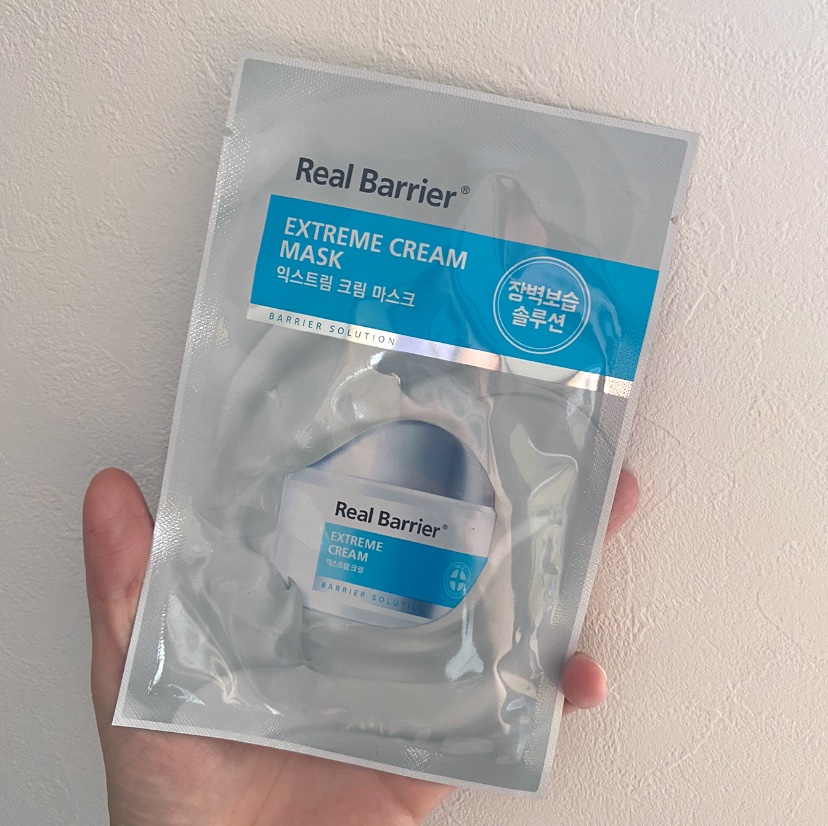 Real Barrier®
EXTREME CREAM
MASK
익스트림 크림 마스크
장벽보습
솔루션
BARRIER SOLUTION
Real Barrier®
EXTREME
CREAM
익스트림 크림
BARRIER SOLUTION